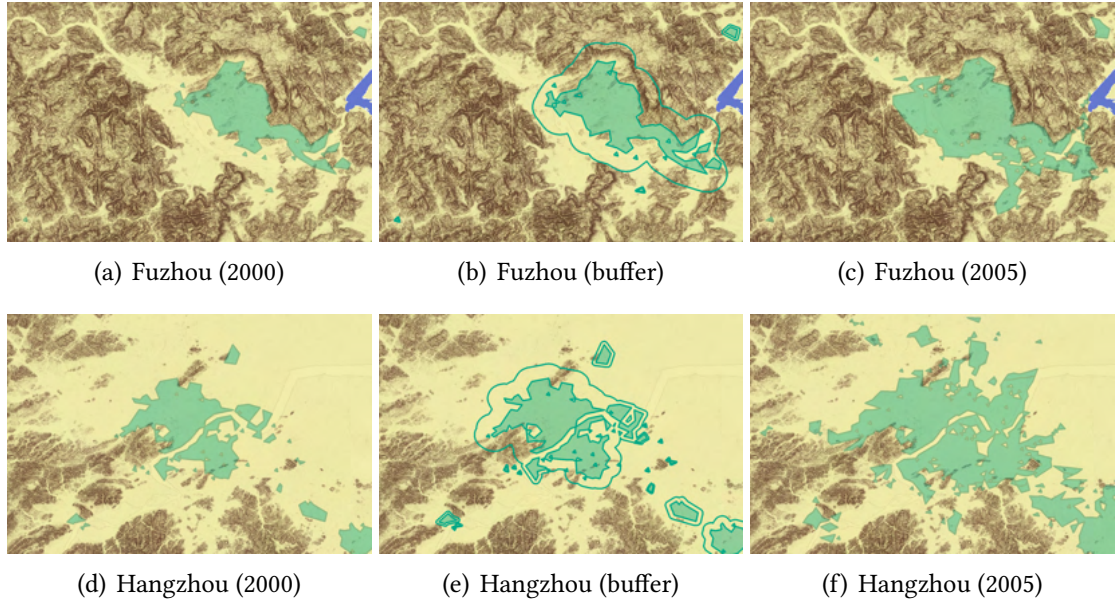 (a) Fuzhou (2000)
(b) Fuzhou (buffer)
(c) Fuzhou (2005)
(d) Hangzhou (2000)
(e) Hangzhou (buffer)
(f) Hangzhou (2005)